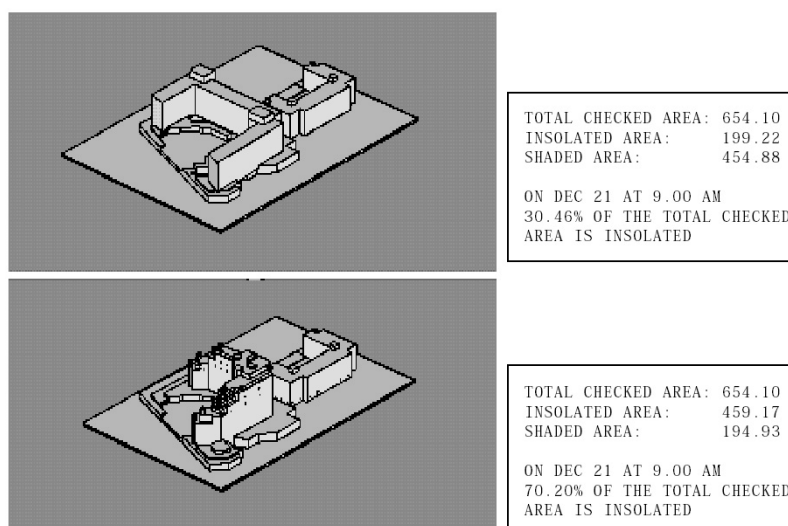 TOTAL CHECKED AREA: 654.10
INSOLATED AREA: 199.22
SHADED AREA: 454.88
ON DEC 21 AT 9.00 AM
30.46% OF THE TOTAL CHECKED
AREA IS INSOLATED
TOTAL CHECKED AREA: 654.10
INSOLATED AREA: 459.17
SHADED AREA: 194.93
ON DEC 21 AT 9.00 AM
70.20% OF THE TOTAL CHECKED
AREA IS INSOLATED